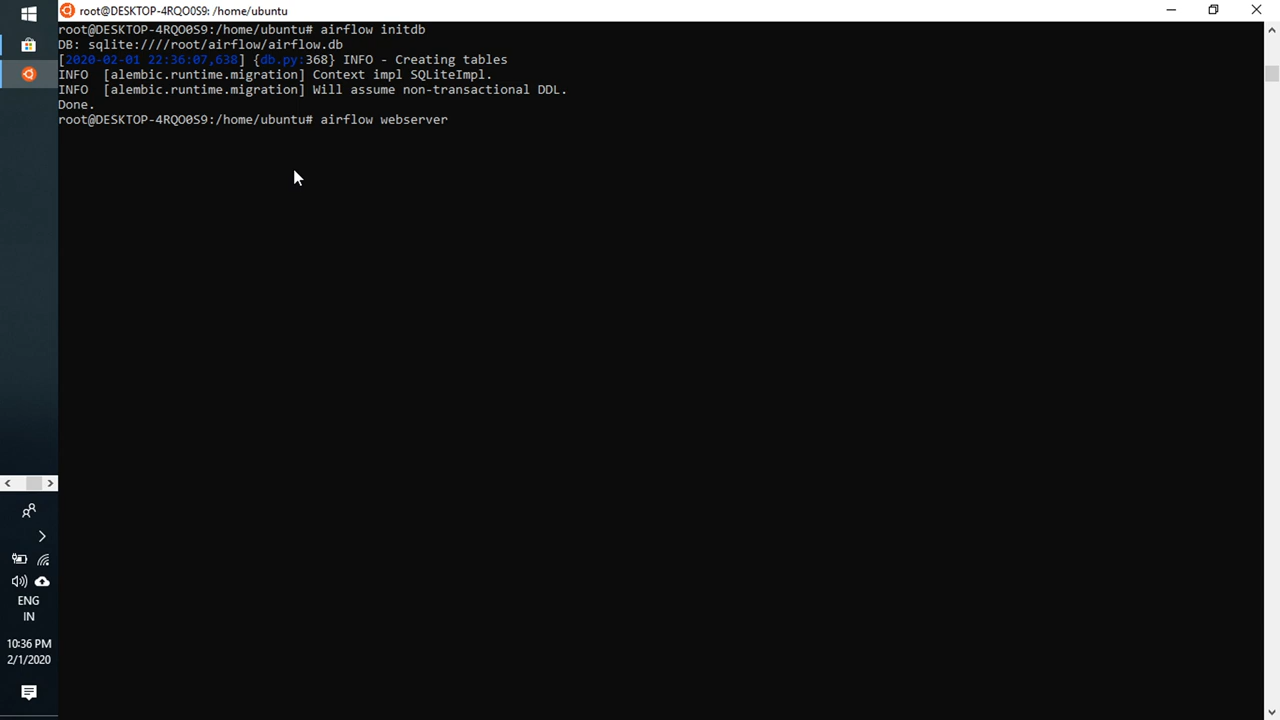 root@DESKTOP-4RQO0S9: /home/ubuntu
root@DESKTOP-4RQO0S9:/home/ubuntu# airflow initdb
DB: sqlite:////root/airflow/airflow.db
[2020-02-01 22:36:07,638] {db.py:368} INFO - Creating tables
INFO  [alembic.runtime.migration] Context impl SQLiteImpl.
INFO  [alembic.runtime.migration] Will assume non-transactional DDL.
Done.
root@DESKTOP-4RQO0S9:/home/ubuntu# airflow webserver
ENG
IN
10:36 PM
2/1/2020